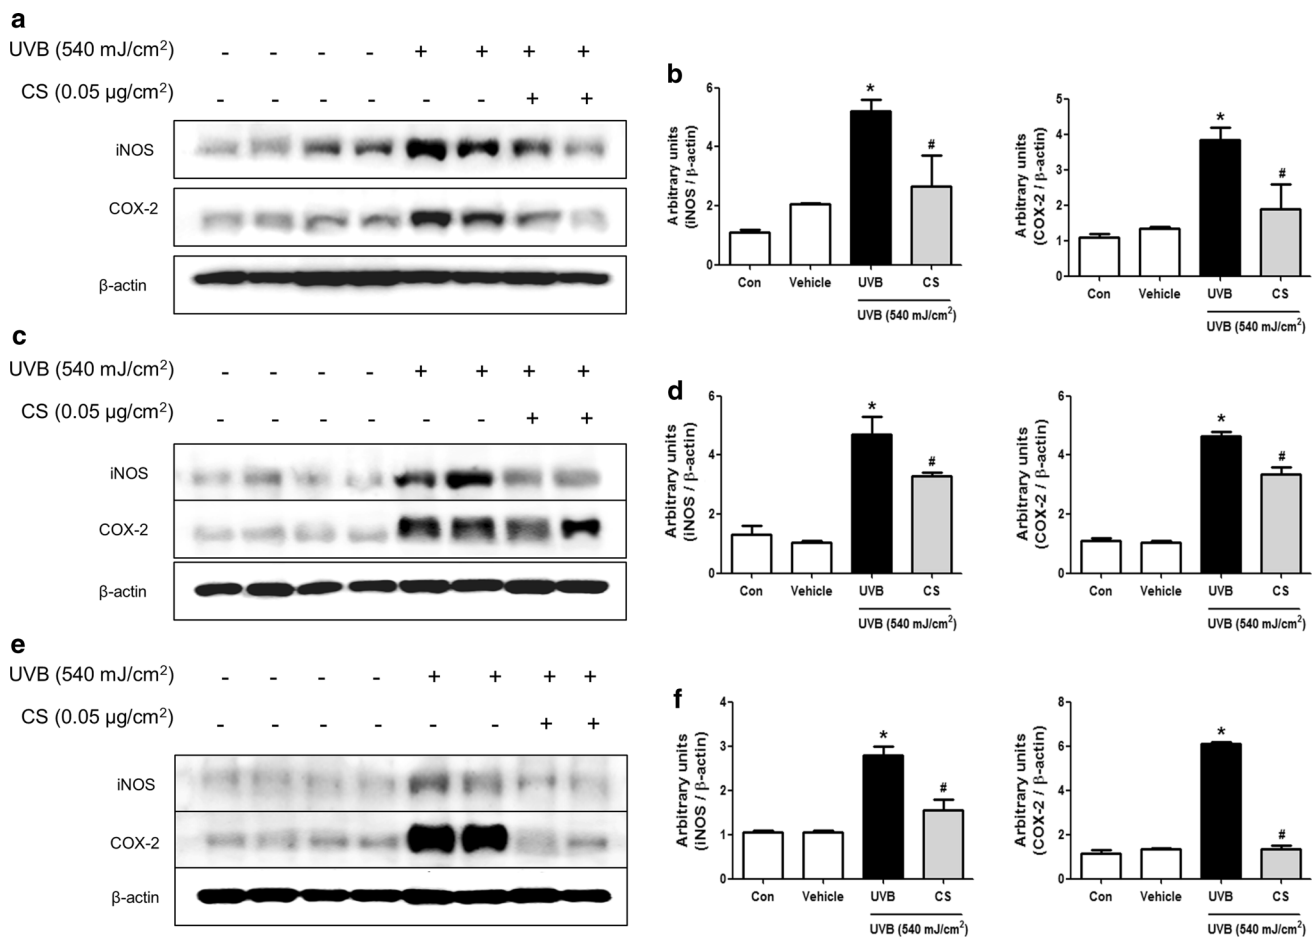 a
UVB (540 mJ/cm²) - - - - + + + +
CS (0.05 µg/cm²) - - - - - - + +
iNOS
COX-2
β-actin
b
Arbitrary units
(iNOS / β-actin)
6
4
2
0
*
#
Con Vehicle UVB CS
UVB (540 mJ/cm²)
Arbitrary units
(COX-2 / β-actin)
5
4
3
2
1
0
*
#
Con Vehicle UVB CS
UVB (540 mJ/cm²)
c
UVB (540 mJ/cm²) - - - - + + + +
CS (0.05 µg/cm²) - - - - - - + +
iNOS
COX-2
β-actin
d
Arbitrary units
(iNOS / β-actin)
6
4
2
0
*
#
Con Vehicle UVB CS
UVB (540 mJ/cm²)
Arbitrary units
(COX-2 / β-actin)
6
4
2
0
*
#
Con Vehicle UVB CS
UVB (540 mJ/cm²)
e
UVB (540 mJ/cm²) - - - - + + + +
CS (0.05 µg/cm²) - - - - - - + +
iNOS
COX-2
β-actin
f
Arbitrary units
(iNOS / β-actin)
4
3
2
1
0
*
#
Con Vehicle UVB CS
UVB (540 mJ/cm²)
Arbitrary units
(COX-2 / β-actin)
8
6
4
2
0
*
#
Con Vehicle UVB CS
UVB (540 mJ/cm²)